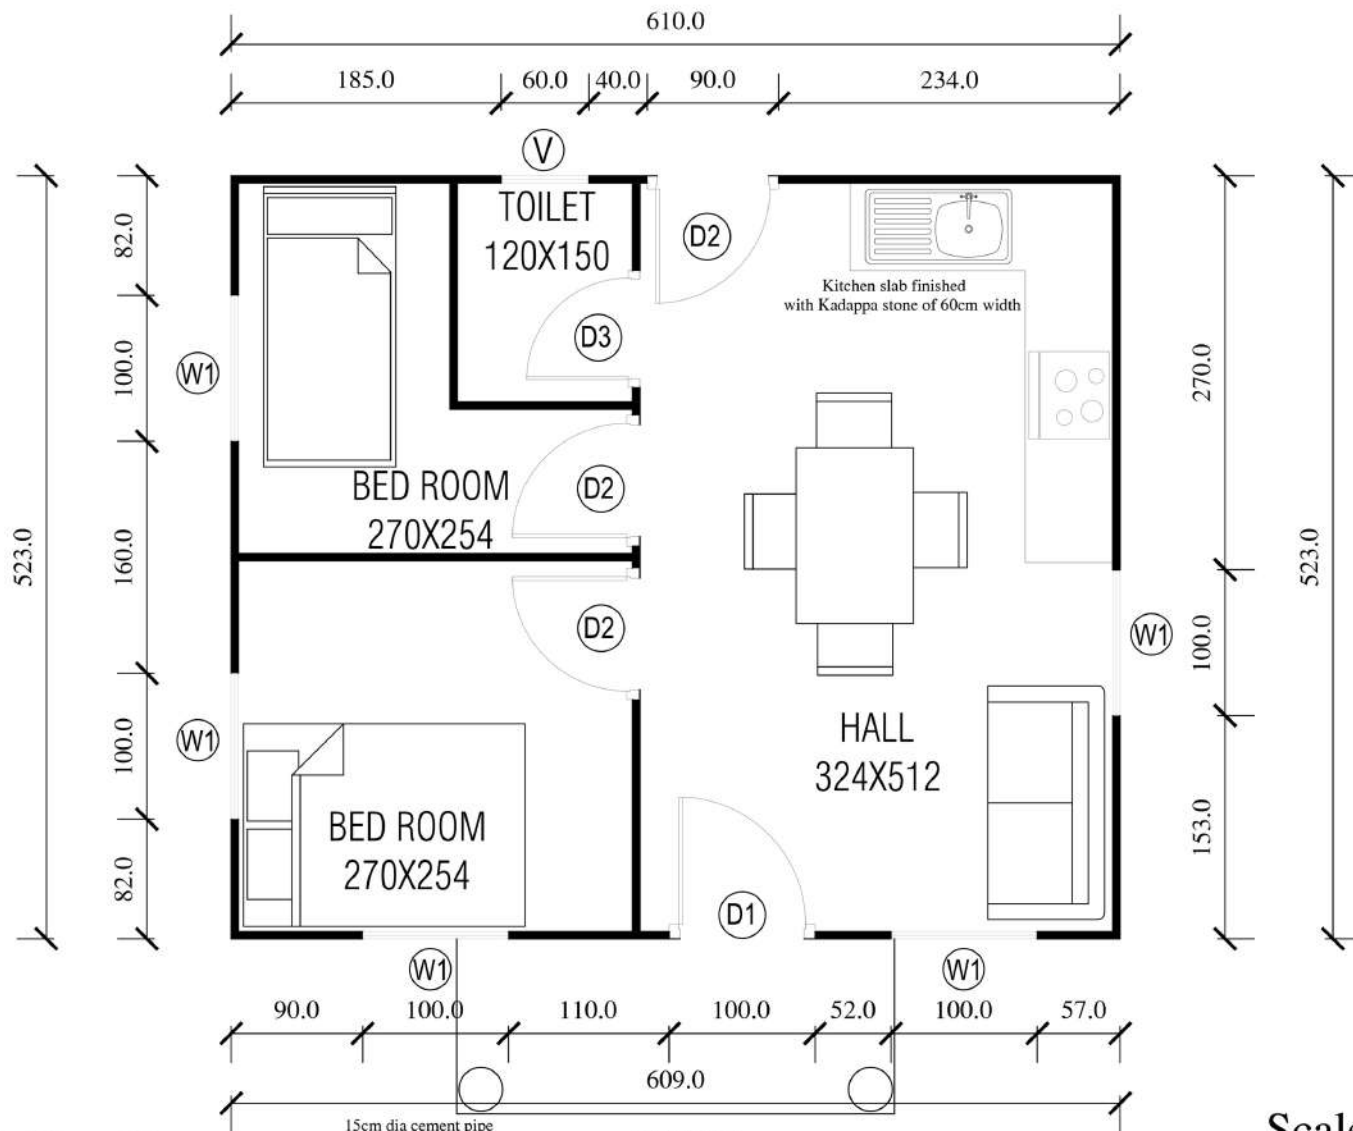 610.0
185.0 60.0 40.0 90.0 234.0
V
TOILET
120X150
D2
82.0
Kitchen slab finished
with Kadappa stone of 60cm width
D3
W1
100.0
270.0
BED ROOM
270X254
D2
523.0
160.0
523.0
D2
W1
100.0
W1
100.0
HALL
324X512
153.0
BED ROOM
270X254
82.0
D1
W1
W1
90.0 100.0 110.0 100.0 52.0 100.0 57.0
609.0
15cm dia cement pipe
Scale